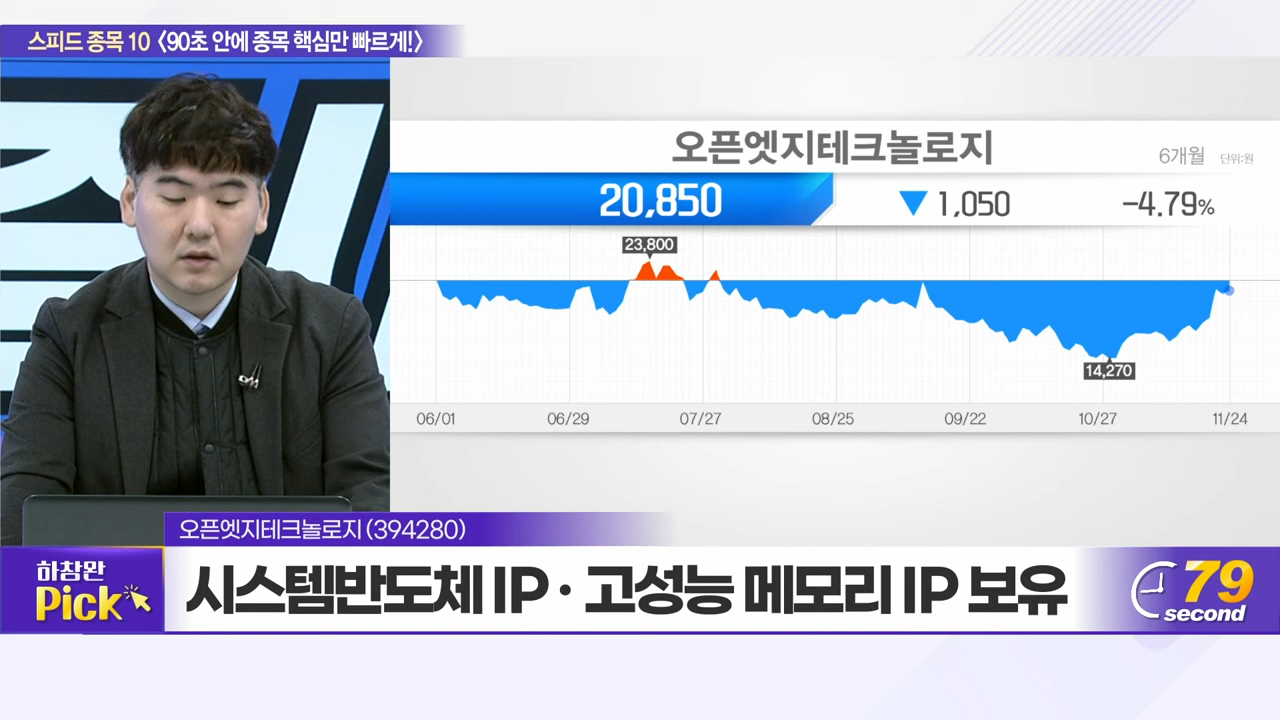 스피드 종목 10 〈90초 안에 종목 핵심만 빠르게!〉
오픈엣지테크놀로지
6개월 단위:원
20,850 ▼ 1,050 -4.79%
23,800
14,270
06/01 06/29 07/27 08/25 09/22 10/27 11/24
오픈엣지테크놀로지 (394280)
하창완
Pick
시스템반도체 IP · 고성능 메모리 IP 보유
79
second